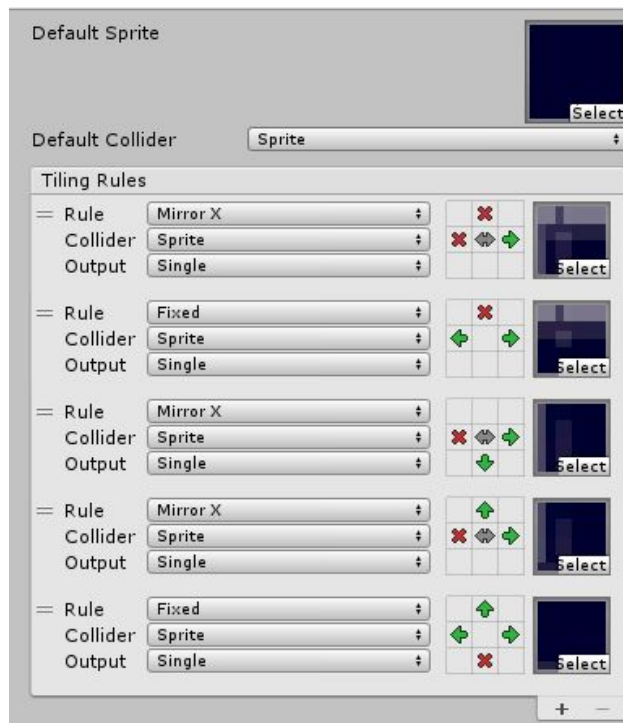 Default Sprite
Select
Default Collider Sprite
Tiling Rules
Rule Mirror X
Collider Sprite
Output Single
Select
Rule Fixed
Collider Sprite
Output Single
Select
Rule Mirror X
Collider Sprite
Output Single
Select
Rule Mirror X
Collider Sprite
Output Single
Select
Rule Fixed
Collider Sprite
Output Single
Select